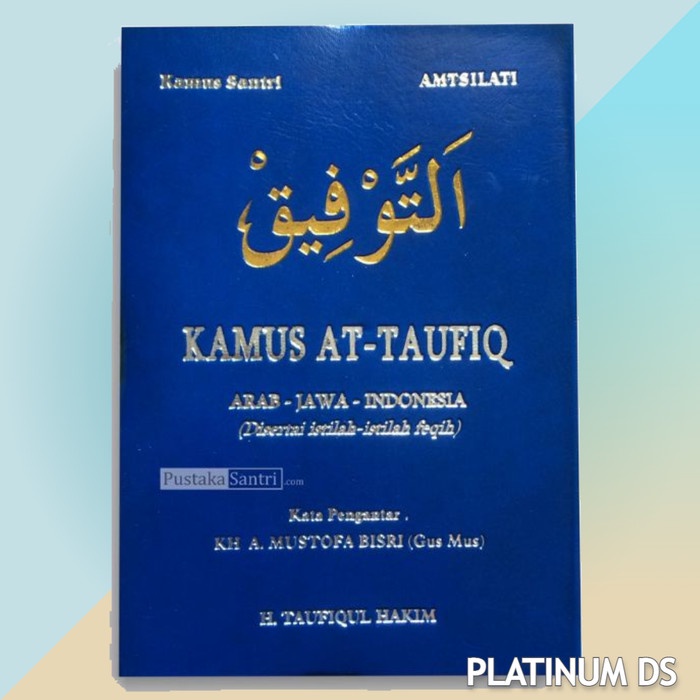 Kamus Santri AMTSILATI
اَلتَّوْفِيقْ
KAMUS AT-TAUFIQ
ARAB - JAWA - INDONESIA
(Disertai istilah-istilah feqih)
PustakaSantri.com
Kata Pengantar .
KH A. MUSTOFA BISRI (Gus Mus)
H. TAUFIQUL HAKIM
PLATINUM DS